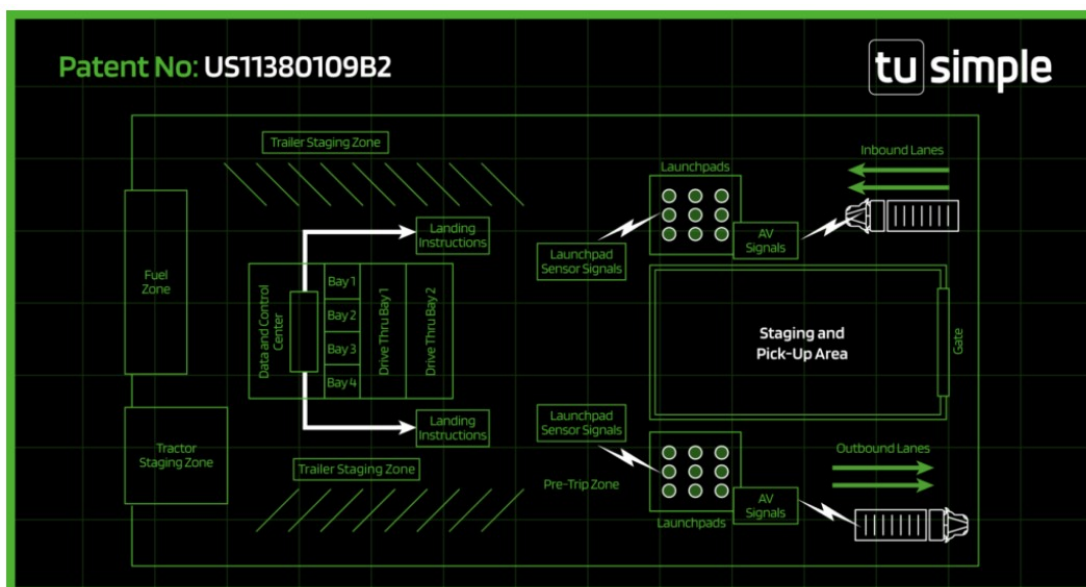 Patent No: US11380109B2
tu simple
Trailer Staging Zone
Launchpads
Inbound Lanes
Landing
Instructions
AV
Signals
Launchpad
Sensor Signals
Fuel
Zone
Data and Control
Center
Bay 1
Bay 2
Bay 3
Bay 4
Drive Thru Bay 1
Drive Thru Bay 2
Staging and
Pick-Up Area
Gate
Landing
Instructions
Launchpad
Sensor Signals
Tractor
Staging Zone
Trailer Staging Zone
Pre-Trip Zone
Launchpads
AV
Signals
Outbound Lanes